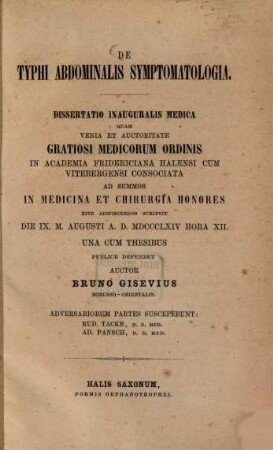 DE
TYPHI ABDOMINALIS SYMPTOMATOLOGIA.
DISSERTATIO INAUGURALIS MEDICA
QUAM
VENIA ET AUCTORITATE
GRATIOSI MEDICORUM ORDINIS
IN ACADEMIA FRIDERICIANA HALENSI CUM
VITEBERGENSI CONSOCIATA
AD SUMMOS
IN MEDICINA ET CHIRURGIA HONORES
RITE ADIPISCENDOS SCRIPSIT
DIE IX. M. AUGUSTI A. D. MDCCCLXIV HORA XII.
UNA CUM THESIBUS
PUBLICE DEFENDET
AUCTOR
BRUNO GISEVIUS
BORUSSO-ORIENTALIS.
ADVERSARIORUM PARTES SUSCEPERUNT:
RUD. TACKE, D. D. MED.
AD. PANSCH, D. D. MED.
HALIS SAXONUM,
FORMIS ORPHANOTROPHEI.